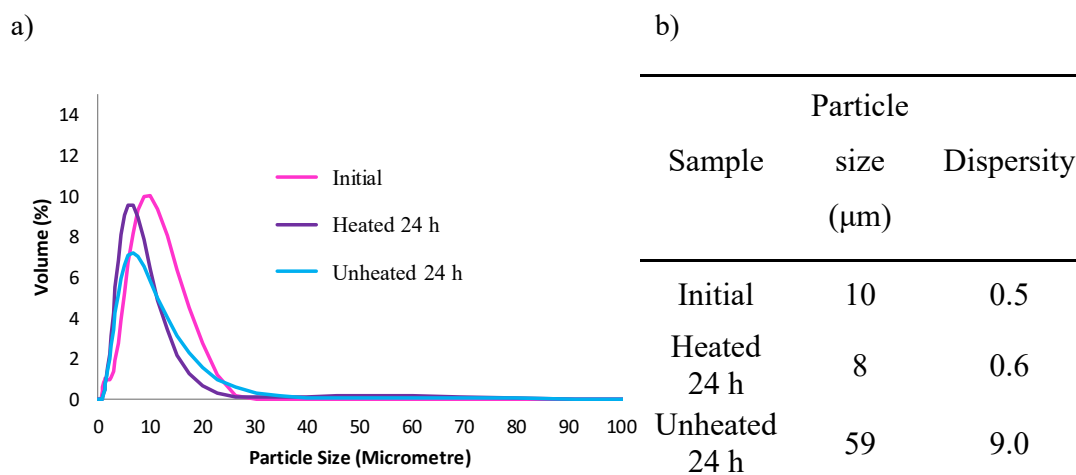 a)
14
12
10
8
6
4
2
0
Volume (%)
Initial
Heated 24 h
Unheated 24 h
0 10 20 30 40 50 60 70 80 90 100
Particle Size (Micrometre)
b)
Particle
Sample size Dispersity
(μm)
Initial 10 0.5
Heated
24 h 8 0.6
Unheated
24 h 59 9.0